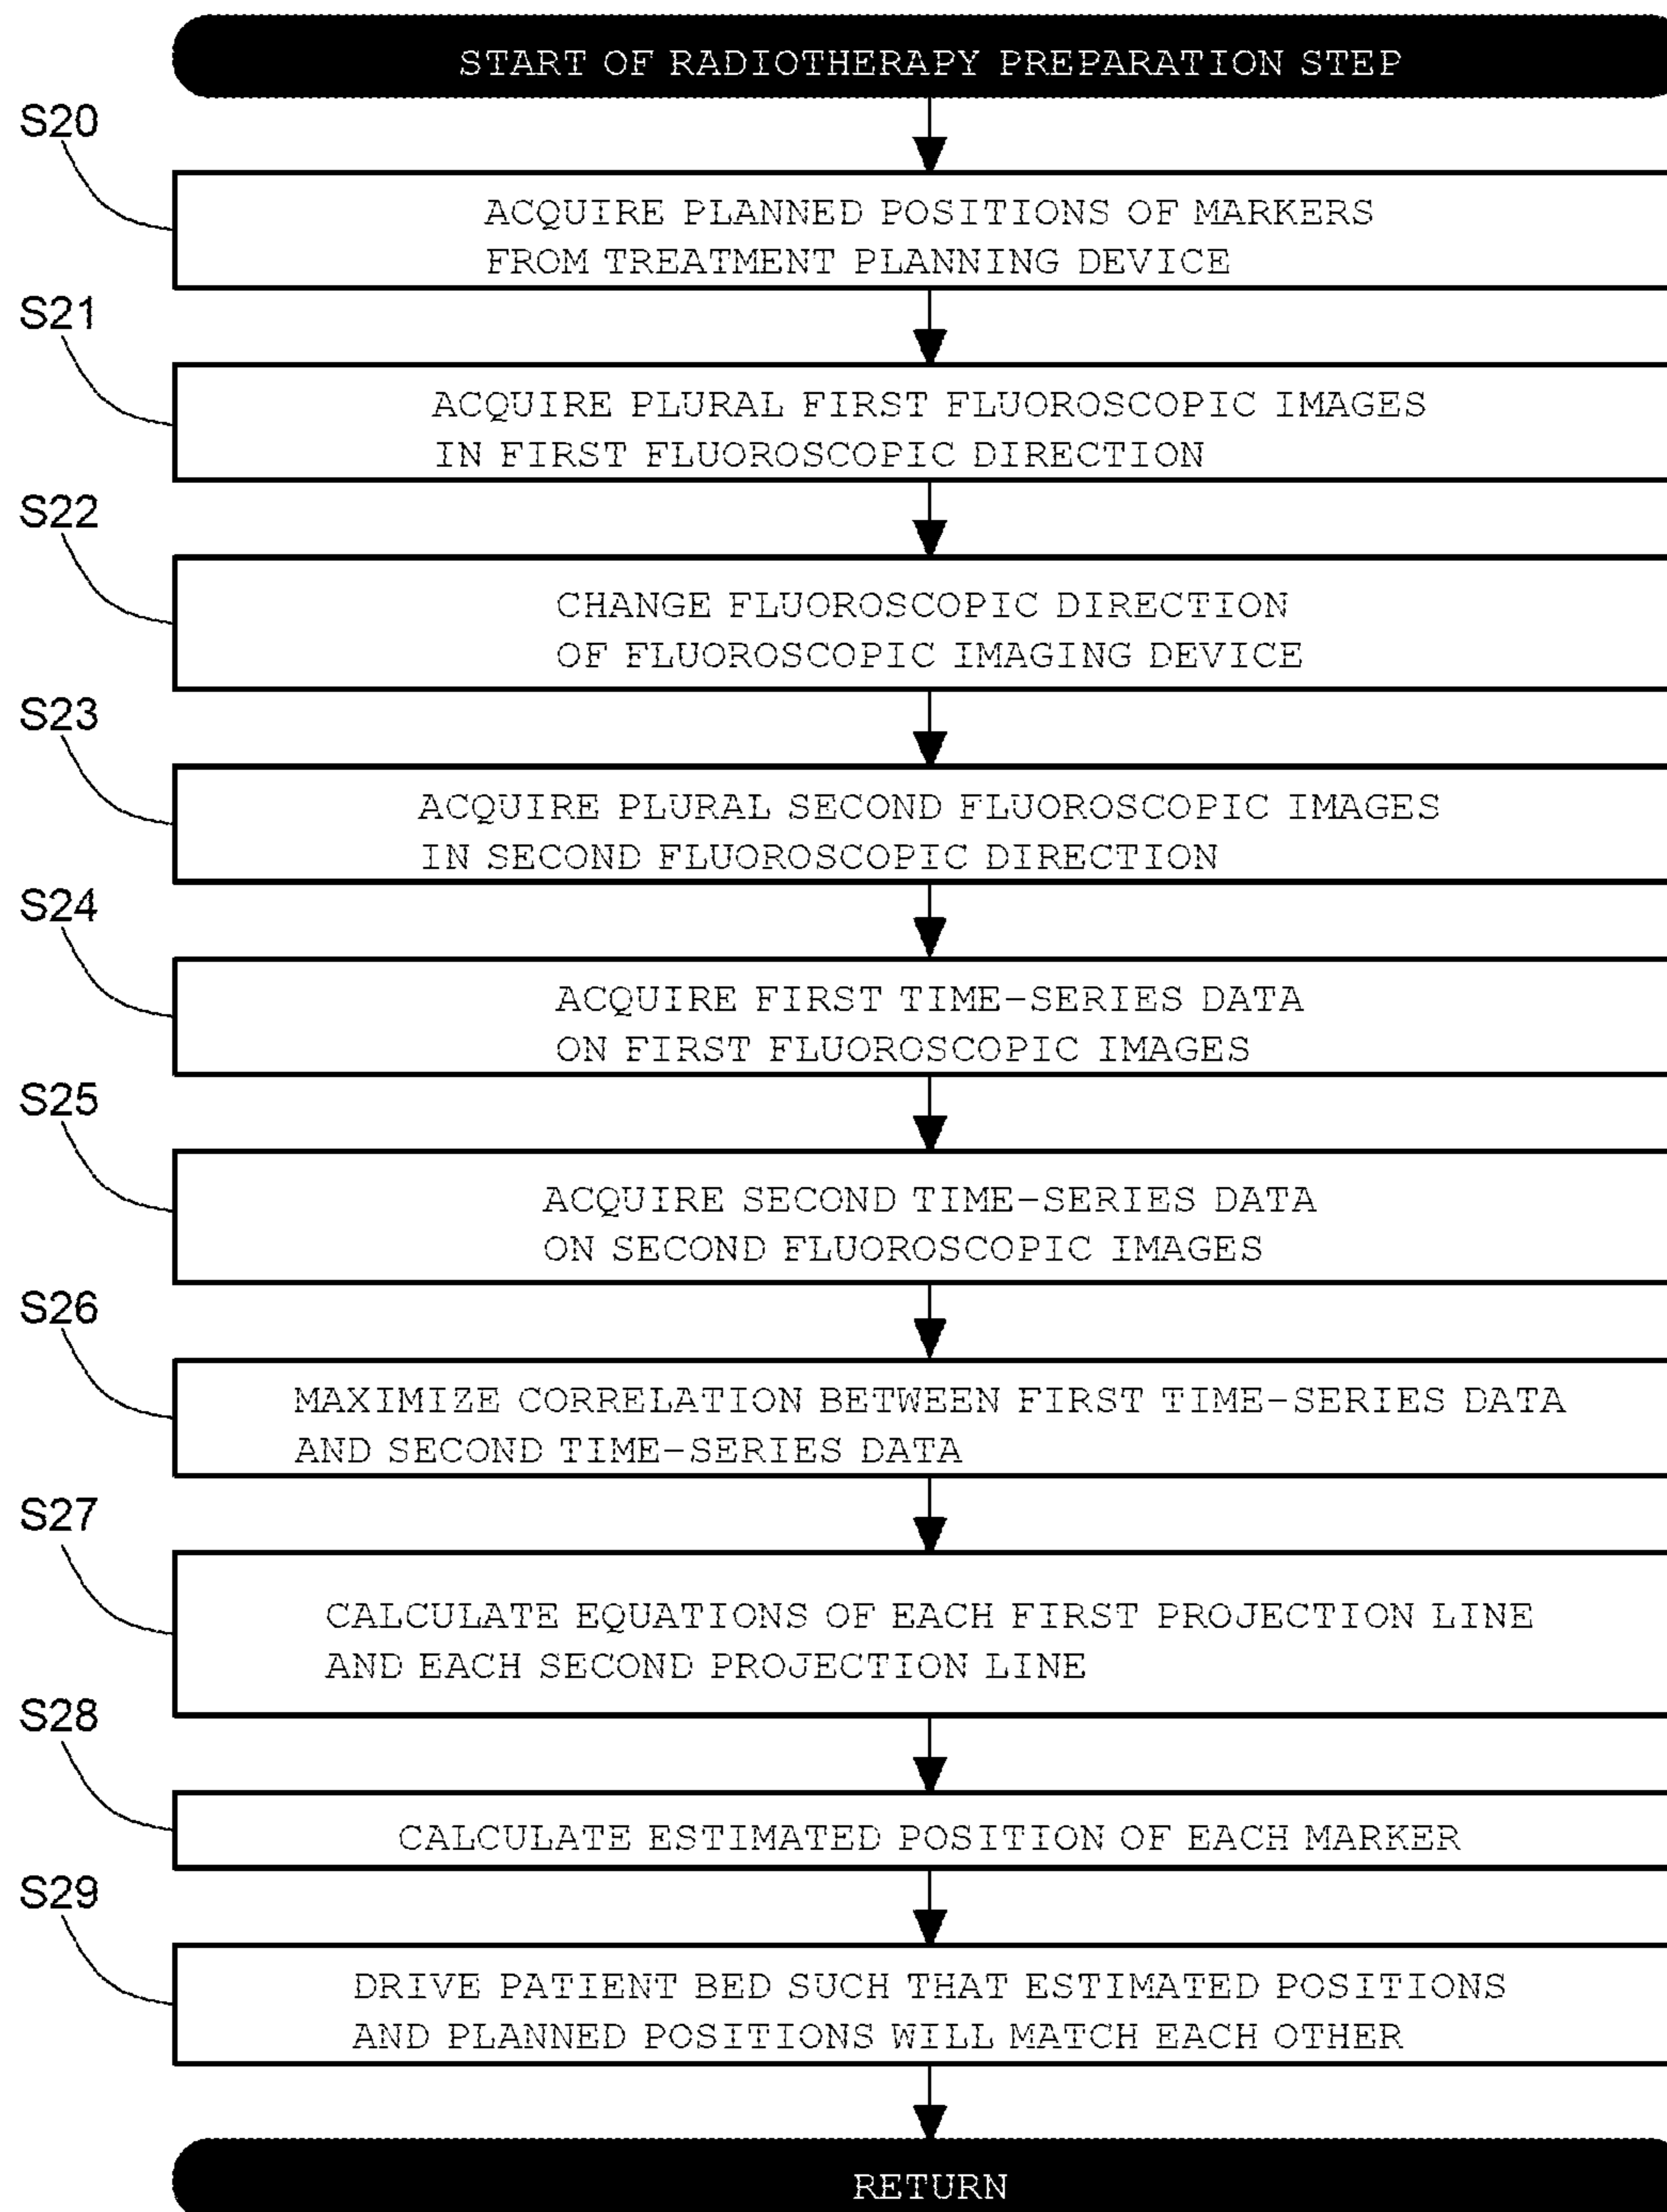 START OF RADIOTHERAPY PREPARATION STEP
S20
ACQUIRE PLANNED POSITIONS OF MARKERS
FROM TREATMENT PLANNING DEVICE
S21
ACQUIRE PLURAL FIRST FLUOROSCOPIC IMAGES
IN FIRST FLUOROSCOPIC DIRECTION
S22
CHANGE FLUOROSCOPIC DIRECTION
OF FLUOROSCOPIC IMAGING DEVICE
S23
ACQUIRE PLURAL SECOND FLUOROSCOPIC IMAGES
IN SECOND FLUOROSCOPIC DIRECTION
S24
ACQUIRE FIRST TIME-SERIES DATA
ON FIRST FLUOROSCOPIC IMAGES
S25
ACQUIRE SECOND TIME-SERIES DATA
ON SECOND FLUOROSCOPIC IMAGES
S26
MAXIMIZE CORRELATION BETWEEN FIRST TIME-SERIES DATA
AND SECOND TIME-SERIES DATA
S27
CALCULATE EQUATIONS OF EACH FIRST PROJECTION LINE
AND EACH SECOND PROJECTION LINE
S28
CALCULATE ESTIMATED POSITION OF EACH MARKER
S29
DRIVE PATIENT BED SUCH THAT ESTIMATED POSITIONS
AND PLANNED POSITIONS WILL MATCH EACH OTHER
RETURN